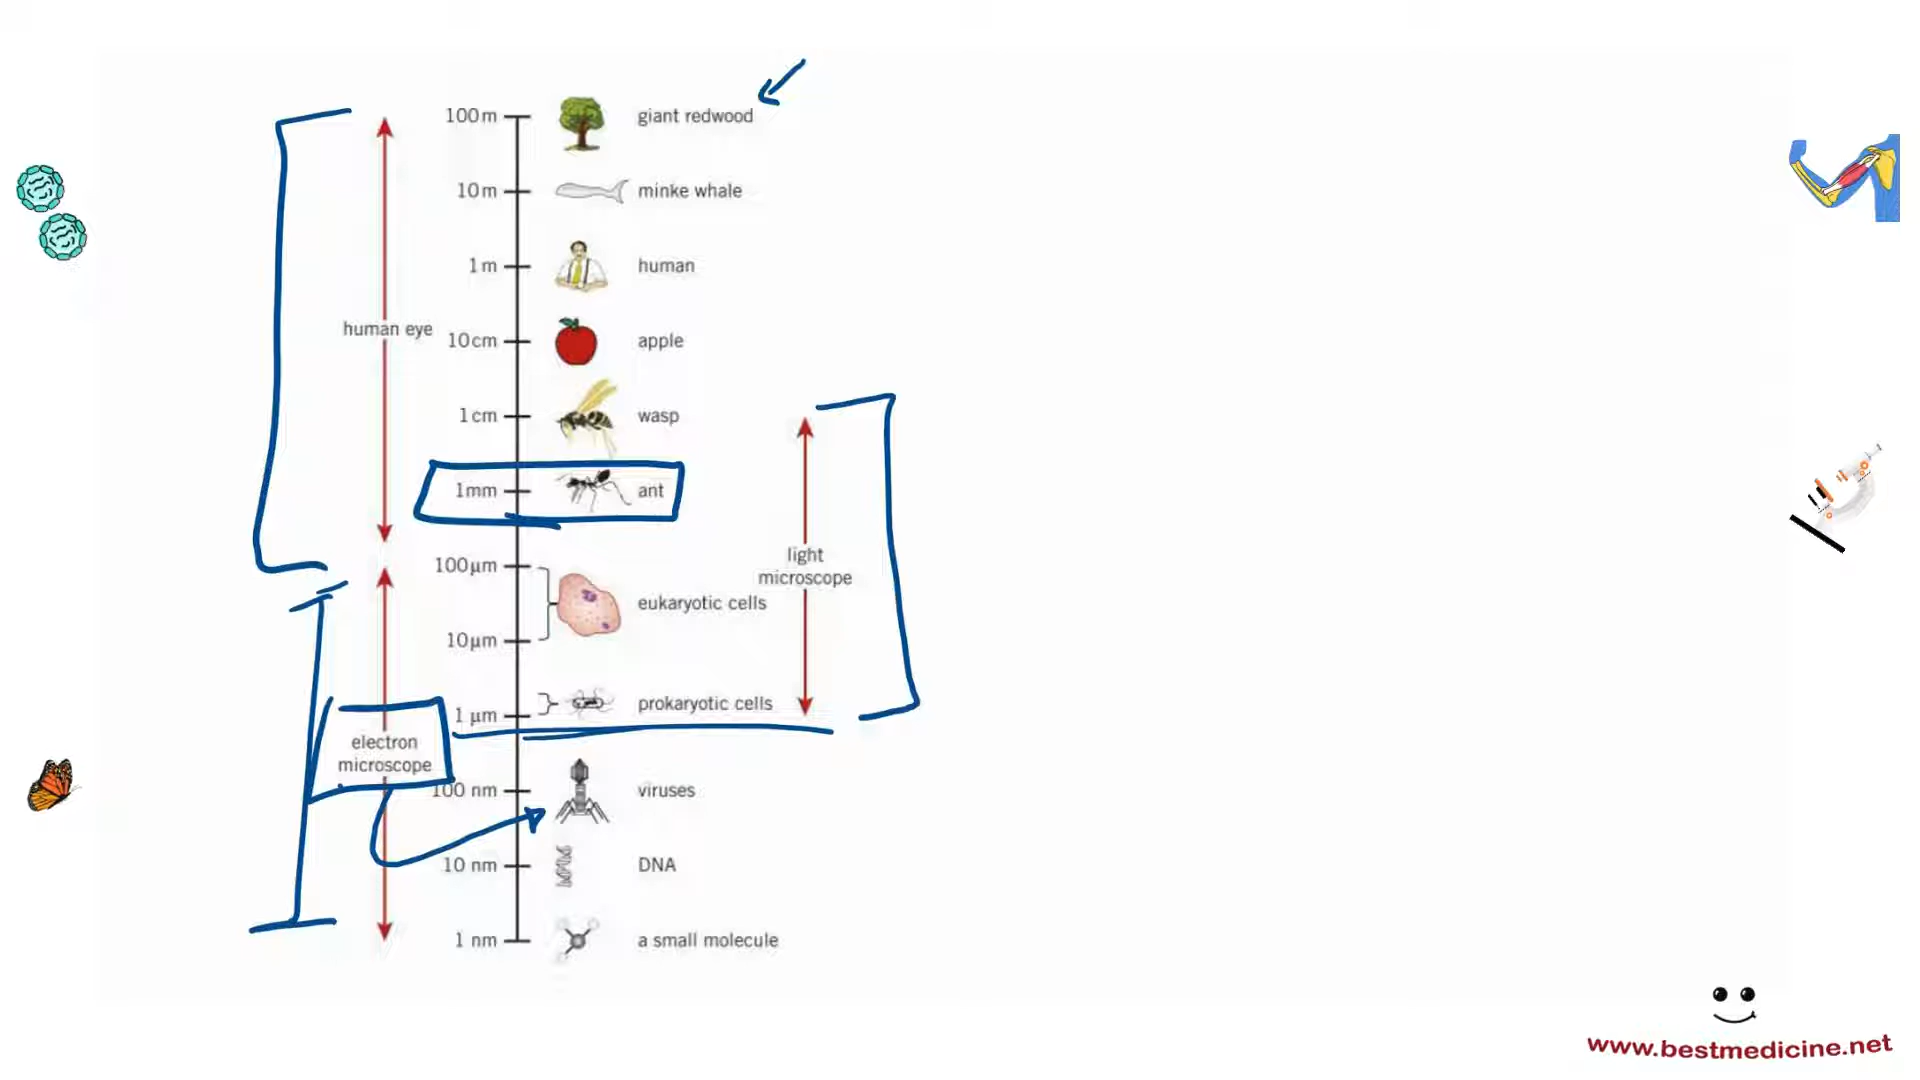 100 m giant redwood
10 m minke whale
1 m human
human eye
10 cm apple
1 cm wasp
1 mm ant
light
microscope
100 µm
eukaryotic cells
10 µm
prokaryotic cells
1 µm
electron
microscope
100 nm viruses
10 nm DNA
1 nm a small molecule
www.bestmedicine.net